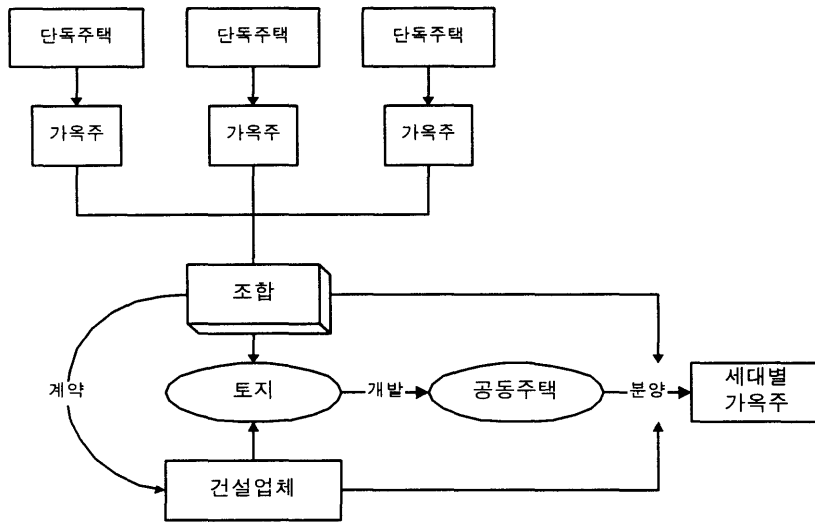 단독주택
단독주택
단독주택
가옥주
가옥주
가옥주
조합
계약
토지
개발
공동주택
분양
세대별
가옥주
건설업체